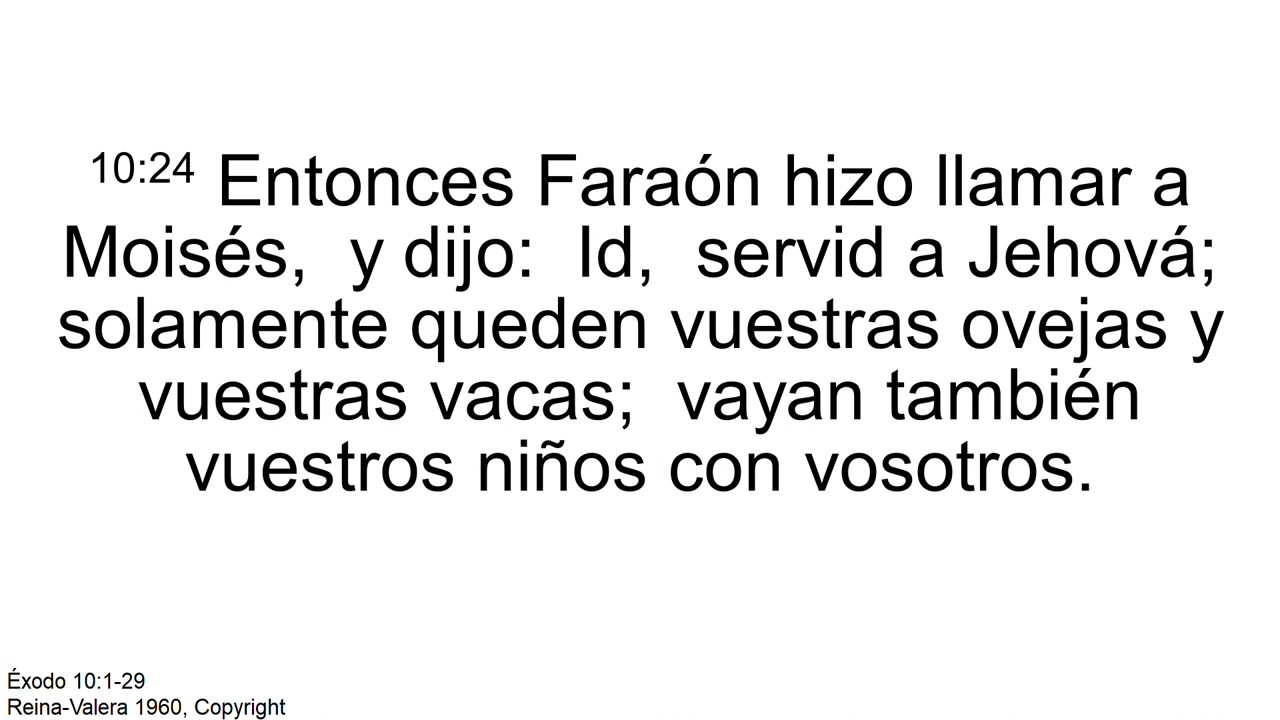 10:24 Entonces Faraón hizo llamar a
Moisés, y dijo: Id, servid a Jehová;
solamente queden vuestras ovejas y
vuestras vacas; vayan también
vuestros niños con vosotros.
Éxodo 10:1-29
Reina-Valera 1960, Copyright